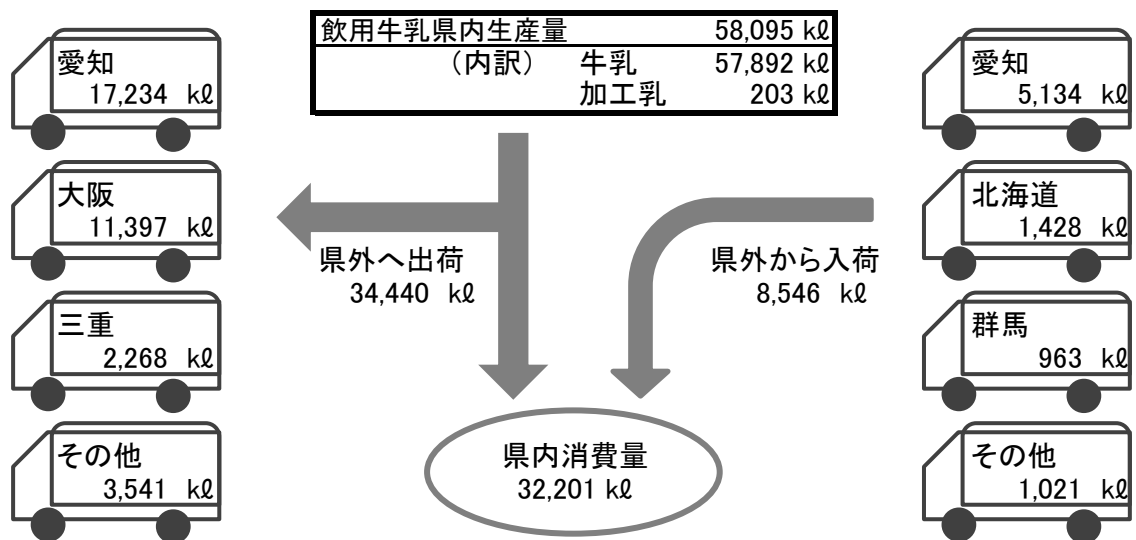 飲用牛乳県内生産量 58,095 kℓ
(内訳) 牛乳 57,892 kℓ
加工乳 203 kℓ
愛知
17,234 kℓ
大阪
11,397 kℓ
三重
2,268 kℓ
その他
3,541 kℓ
県外へ出荷
34,440 kℓ
県外から入荷
8,546 kℓ
県内消費量
32,201 kℓ
愛知
5,134 kℓ
北海道
1,428 kℓ
群馬
963 kℓ
その他
1,021 kℓ